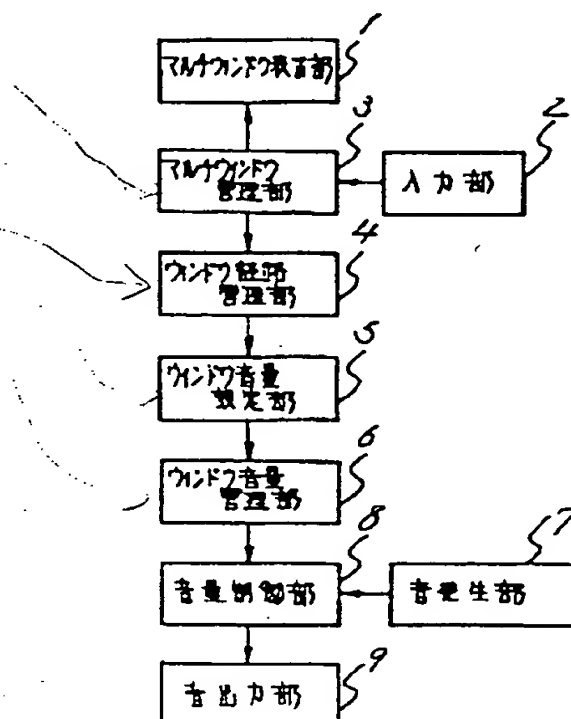 1
マルチウィンドウ表示部
3
2
マルチウィンドウ
管理部
入力部
4
ウィンドウ経路
管理部
5
ウィンドウ音量
設定部
6
ウィンドウ音量
管理部
8
7
音量制御部
音発生部
9
音出力部